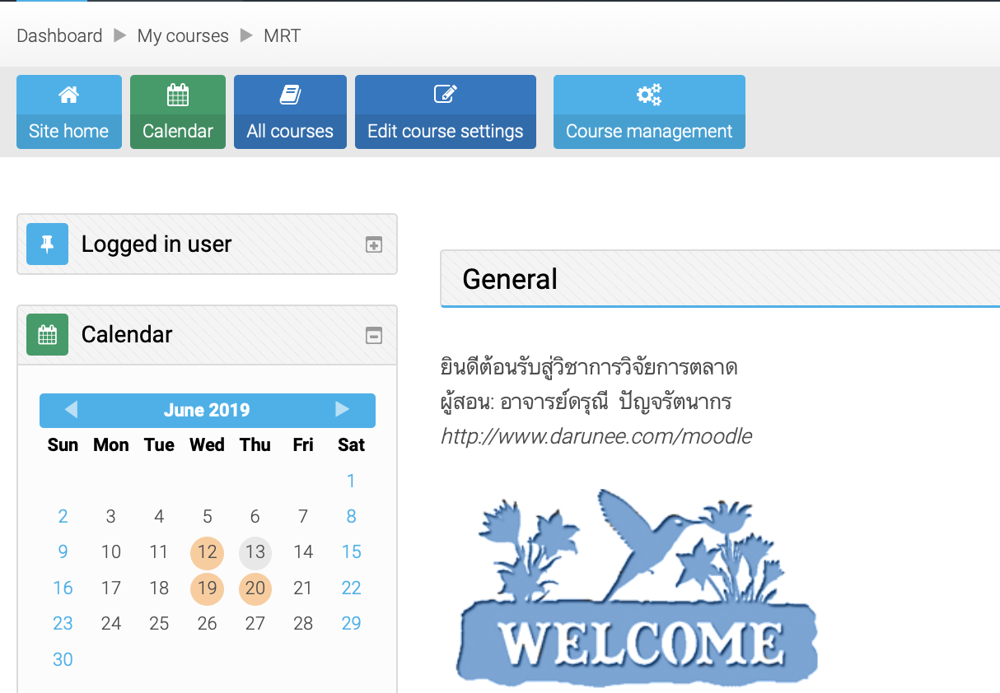 Dashboard ▶ My courses ▶ MRT
Site home
Calendar
All courses
Edit course settings
Course management
Logged in user
Calendar
June 2019
Sun Mon Tue Wed Thu Fri Sat
1
2 3 4 5 6 7 8
9 10 11 12 13 14 15
16 17 18 19 20 21 22
23 24 25 26 27 28 29
30
General
ยินดีต้อนรับสู่วิชาการวิจัยการตลาด
ผู้สอน: อาจารย์ดรุณี ปัญจรัตนากร
http://www.darunee.com/moodle
WELCOME